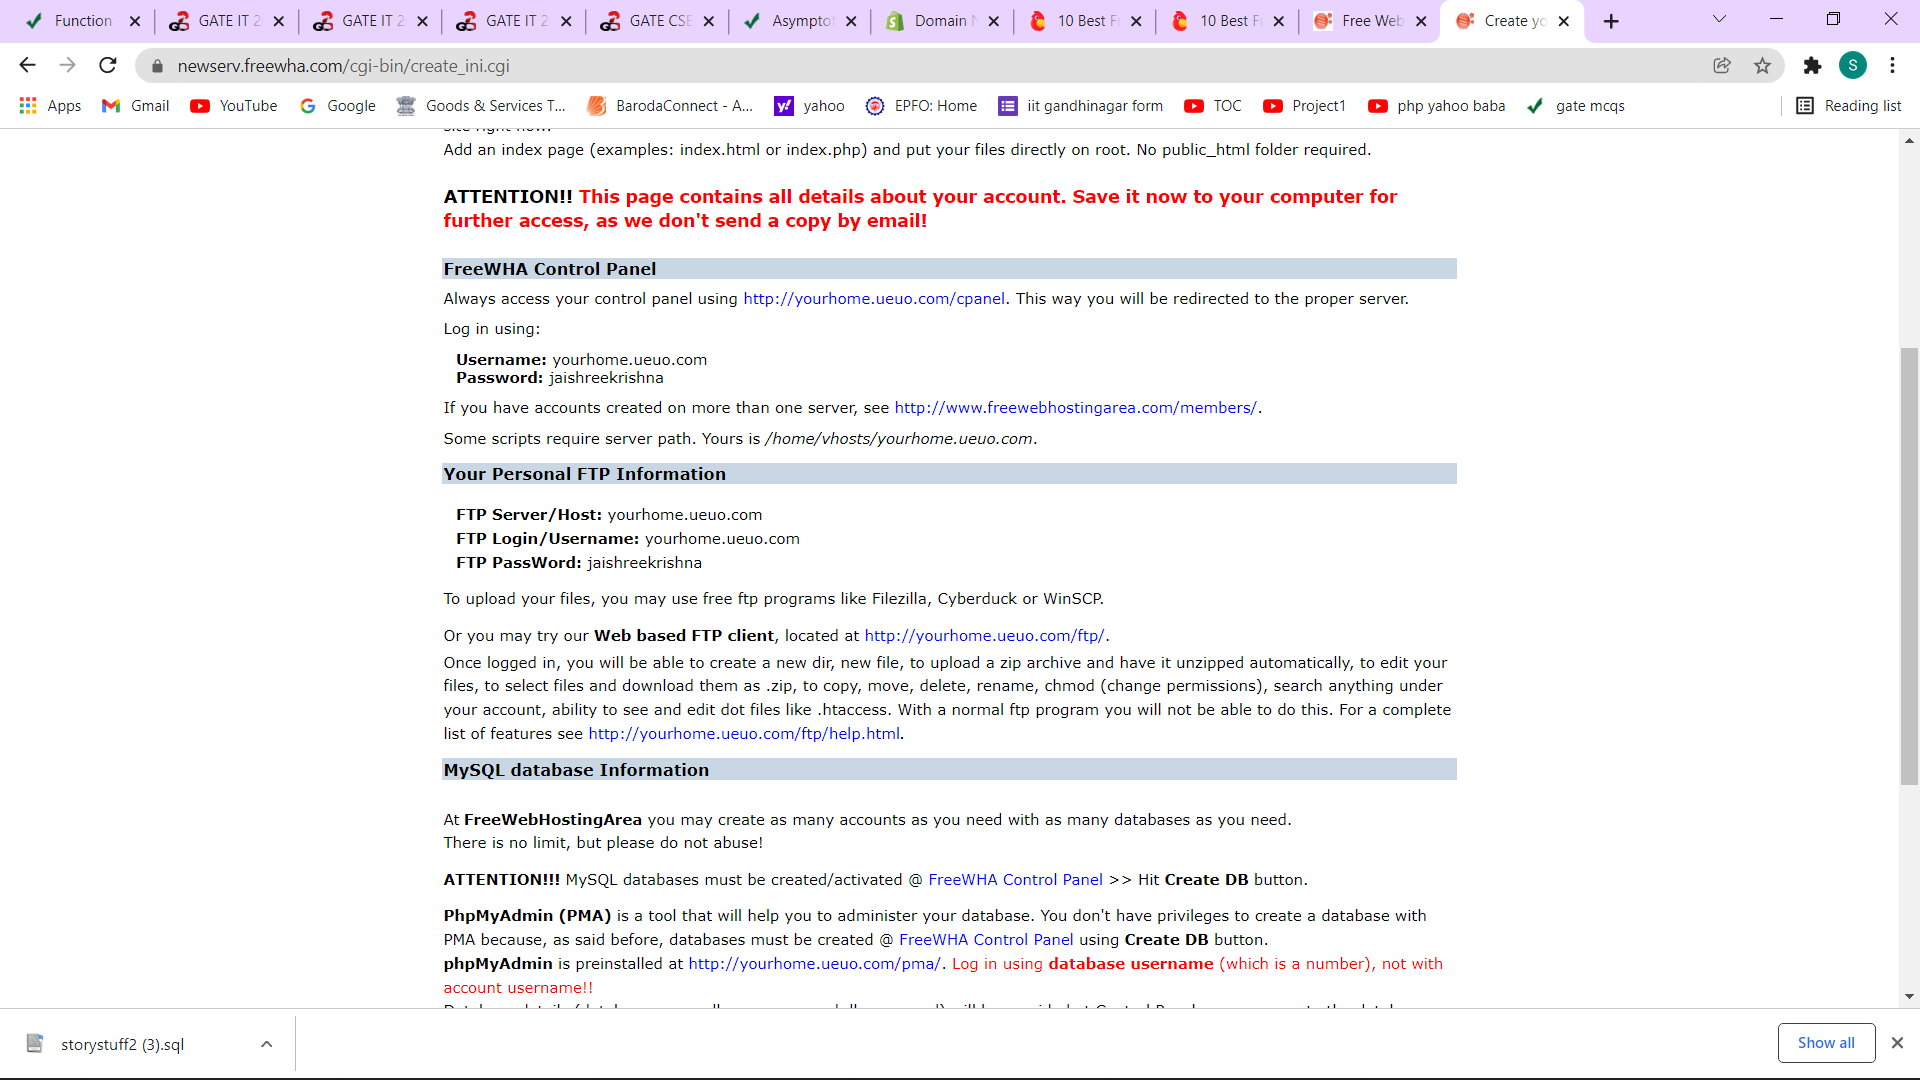 Function
GATE IT 2
GATE IT 2
GATE IT 2
GATE CSE
Asymptot
Domain N
10 Best Fr
10 Best Fr
Free Web
Create yo
newserv.freewha.com/cgi-bin/create_ini.cgi
S
Apps
Gmail
YouTube
Google
Goods & Services T...
BarodaConnect - A...
yahoo
EPFO: Home
iit gandhinagar form
TOC
Project1
php yahoo baba
gate mcqs
Reading list
site right now.
Add an index page (examples: index.html or index.php) and put your files directly on root. No public_html folder required.
ATTENTION!! This page contains all details about your account. Save it now to your computer for
further access, as we don't send a copy by email!
FreeWHA Control Panel
Always access your control panel using http://yourhome.ueuo.com/cpanel. This way you will be redirected to the proper server.
Log in using:
Username: yourhome.ueuo.com
Password: jaishreekrishna
If you have accounts created on more than one server, see http://www.freewebhostingarea.com/members/.
Some scripts require server path. Yours is /home/vhosts/yourhome.ueuo.com.
Your Personal FTP Information
FTP Server/Host: yourhome.ueuo.com
FTP Login/Username: yourhome.ueuo.com
FTP PassWord: jaishreekrishna
To upload your files, you may use free ftp programs like Filezilla, Cyberduck or WinSCP.
Or you may try our Web based FTP client, located at http://yourhome.ueuo.com/ftp/.
Once logged in, you will be able to create a new dir, new file, to upload a zip archive and have it unzipped automatically, to edit your
files, to select files and download them as .zip, to copy, move, delete, rename, chmod (change permissions), search anything under
your account, ability to see and edit dot files like .htaccess. With a normal ftp program you will not be able to do this. For a complete
list of features see http://yourhome.ueuo.com/ftp/help.html.
MySQL database Information
At FreeWebHostingArea you may create as many accounts as you need with as many databases as you need.
There is no limit, but please do not abuse!
ATTENTION!!! MySQL databases must be created/activated @ FreeWHA Control Panel >> Hit Create DB button.
PhpMyAdmin (PMA) is a tool that will help you to administer your database. You don't have privileges to create a database with
PMA because, as said before, databases must be created @ FreeWHA Control Panel using Create DB button.
phpMyAdmin is preinstalled at http://yourhome.ueuo.com/pma/. Log in using database username (which is a number), not with
account username!!
storystuff2 (3).sql
Show all